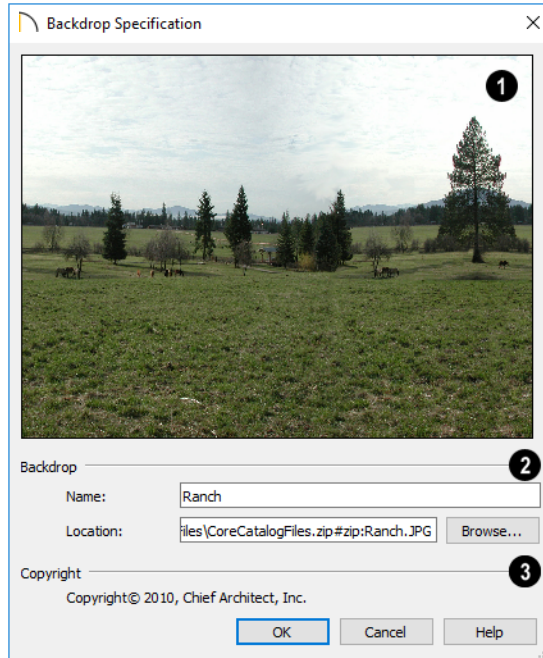 Backdrop Specification
1
Backdrop
2
Name: Ranch
Location: files\CoreCatalogFiles.zip#zip:Ranch.JPG Browse...
Copyright
3
Copyright© 2010, Chief Architect, Inc.
OK Cancel Help